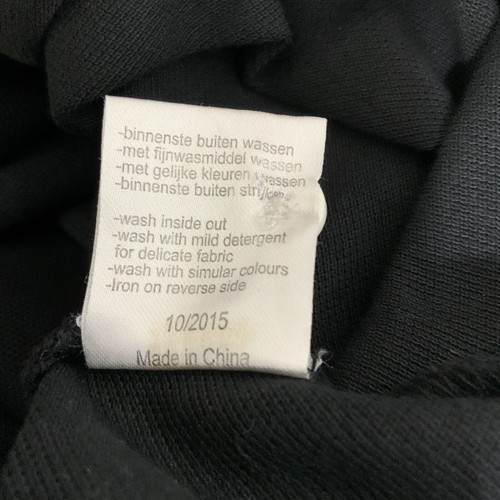 -binnenste buiten wassen
-met fijnwasmiddel wassen
-met gelijke kleuren wassen
-binnenste buiten
-wash inside out
-wash with mild detergent
for delicate fabric
-wash with simular colours
-Iron on reverse side
10/2015
Made in China